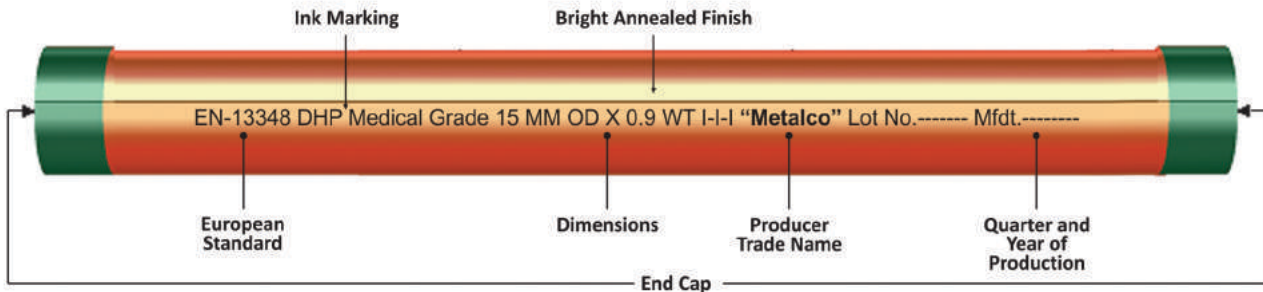 Ink Marking
Bright Annealed Finish
EN-13348 DHP Medical Grade 15 MM OD X 0.9 WT I-I-I “Metalco” Lot No.------- Mfdt.--------
European
Standard
Dimensions
Producer
Trade Name
Quarter and
Year of
Production
End Cap